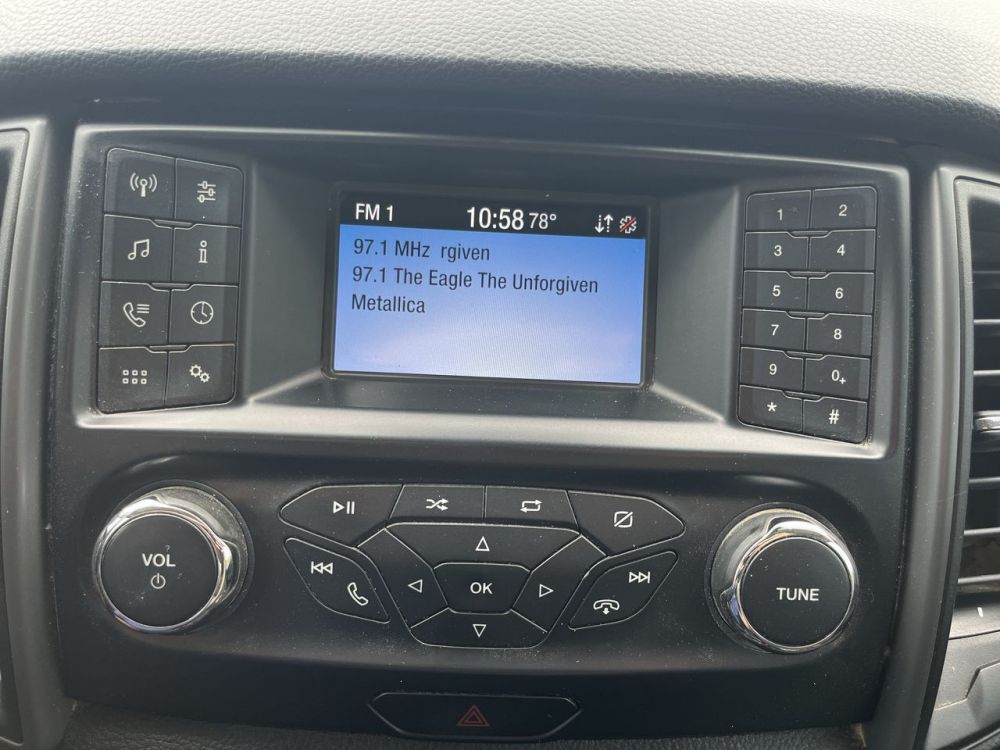 FM 1 10:58 78°
97.1 MHz rgiven
97.1 The Eagle The Unforgiven
Metallica
1 2
3 4
5 6
7 8
9 0+
* #
VOL
OK
TUNE